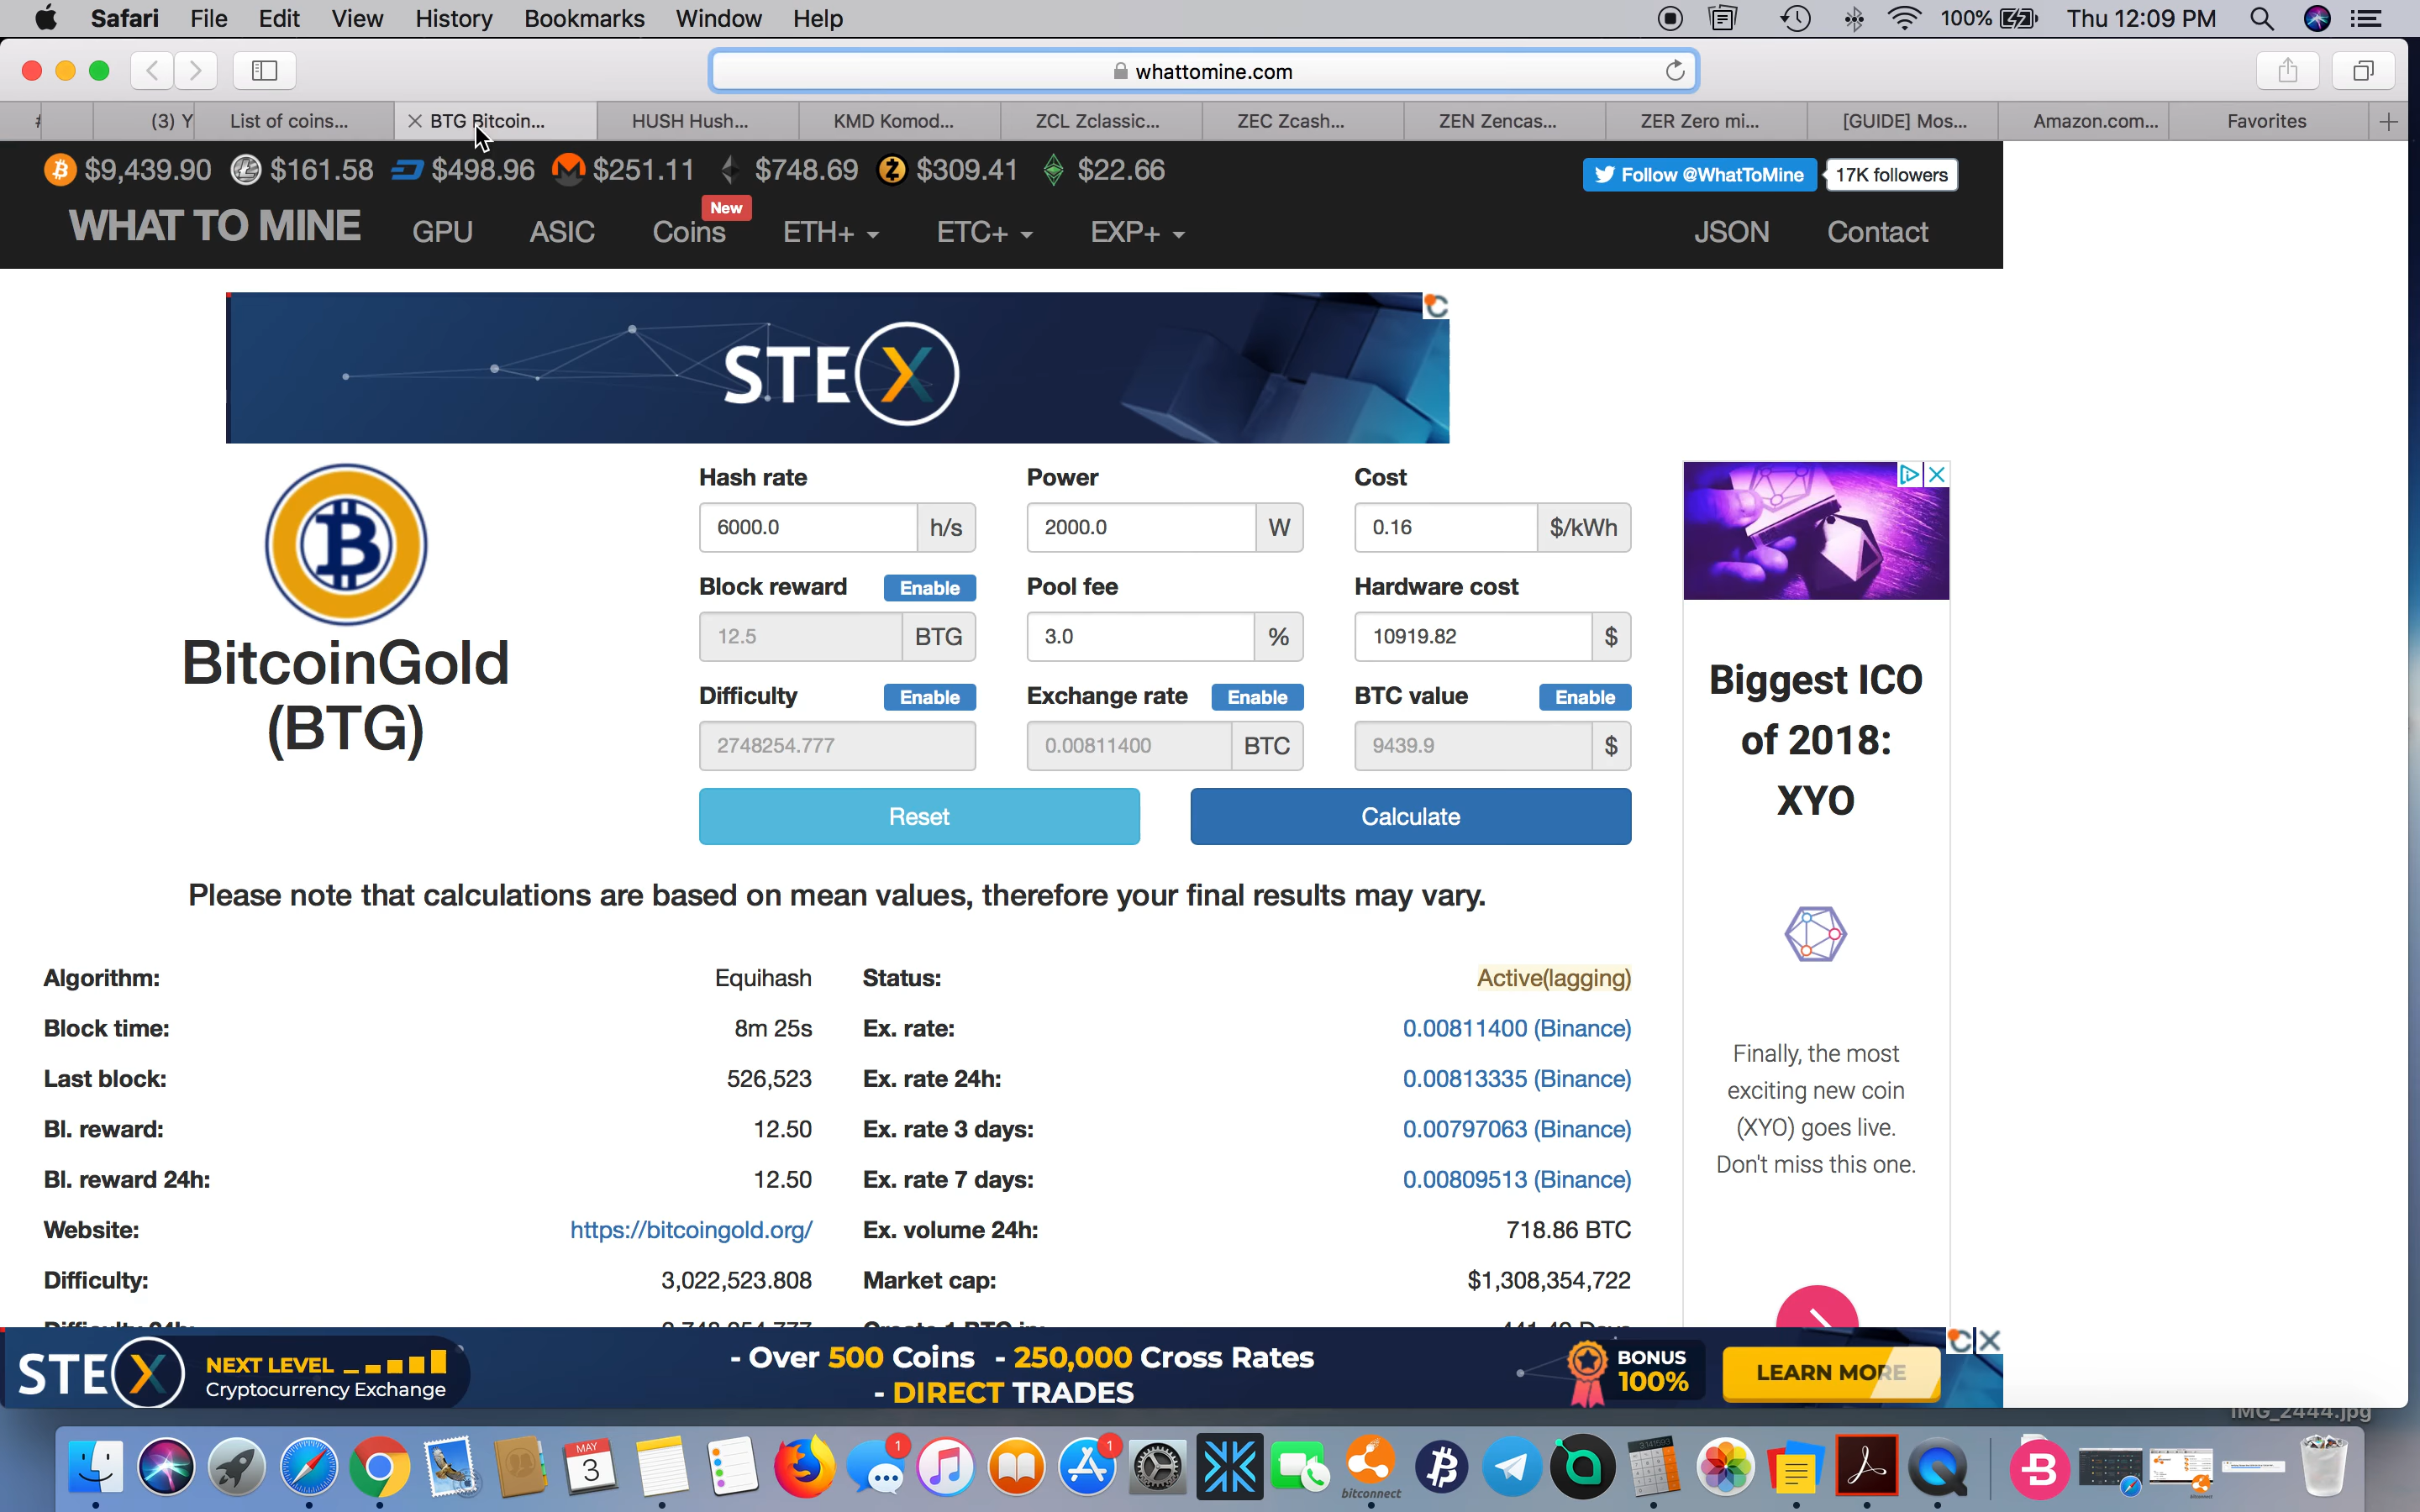 Safari File Edit View History Bookmarks Window Help 100% Thu 12:09 PM
whattomine.com
(3) Y List of coins... BTG Bitcoin... HUSH Hush... KMD Komod... ZCL Zclassic... ZEC Zcash... ZEN Zencas... ZER Zero mi... [GUIDE] Mos... Amazon.com... Favorites
$9,439.90 $161.58 $498.96 $251.11 $748.69 $309.41 $22.66
Follow @WhatToMine 17K followers
New
WHAT TO MINE GPU ASIC Coins ETH+ ETC+ EXP+ JSON Contact
STEX
Hash rate Power Cost
6000.0 h/s 2000.0 W 0.16 $/kWh
Block reward Enable Pool fee Hardware cost
12.5 BTG 3.0 % 10919.82 $
Difficulty Enable Exchange rate Enable BTC value Enable
2748254.777 0.00811400 BTC 9439.9 $
BitcoinGold
(BTG)
Reset Calculate
Please note that calculations are based on mean values, therefore your final results may vary.
Algorithm: Equihash Status: Active(lagging)
Block time: 8m 25s Ex. rate: 0.00811400 (Binance)
Last block: 526,523 Ex. rate 24h: 0.00813335 (Binance)
Bl. reward: 12.50 Ex. rate 3 days: 0.00797063 (Binance)
Bl. reward 24h: 12.50 Ex. rate 7 days: 0.00809513 (Binance)
Website: https://bitcoingold.org/ Ex. volume 24h: 718.86 BTC
Difficulty: 3,022,523.808 Market cap: $1,308,354,722
Biggest ICO
of 2018:
XYO
Finally, the most
exciting new coin
(XYO) goes live.
Don't miss this one.
STEX NEXT LEVEL
Cryptocurrency Exchange
- Over 500 Coins - 250,000 Cross Rates
- DIRECT TRADES
BONUS
100%
LEARN MORE
IMG_2444.jpg
MAY
3
1
1
bitconnect